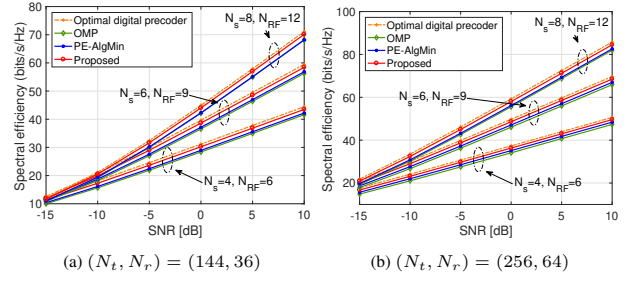 Spectral efficiency (bits/s/Hz)
80
70
60
50
40
30
20
10
-15
-10
-5
0
5
10
SNR [dB]
Optimal digital precoder
OMP
PE-AlgMin
Proposed
N_s=8, N_RF=12
N_s=6, N_RF=9
N_s=4, N_RF=6
(a) (N_t, N_r) = (144, 36)
Spectral efficiency (bits/s/Hz)
100
80
60
40
20
-15
-10
-5
0
5
10
SNR [dB]
Optimal digital precoder
OMP
PE-AlgMin
Proposed
N_s=8, N_RF=12
N_s=6, N_RF=9
N_s=4, N_RF=6
(b) (N_t, N_r) = (256, 64)